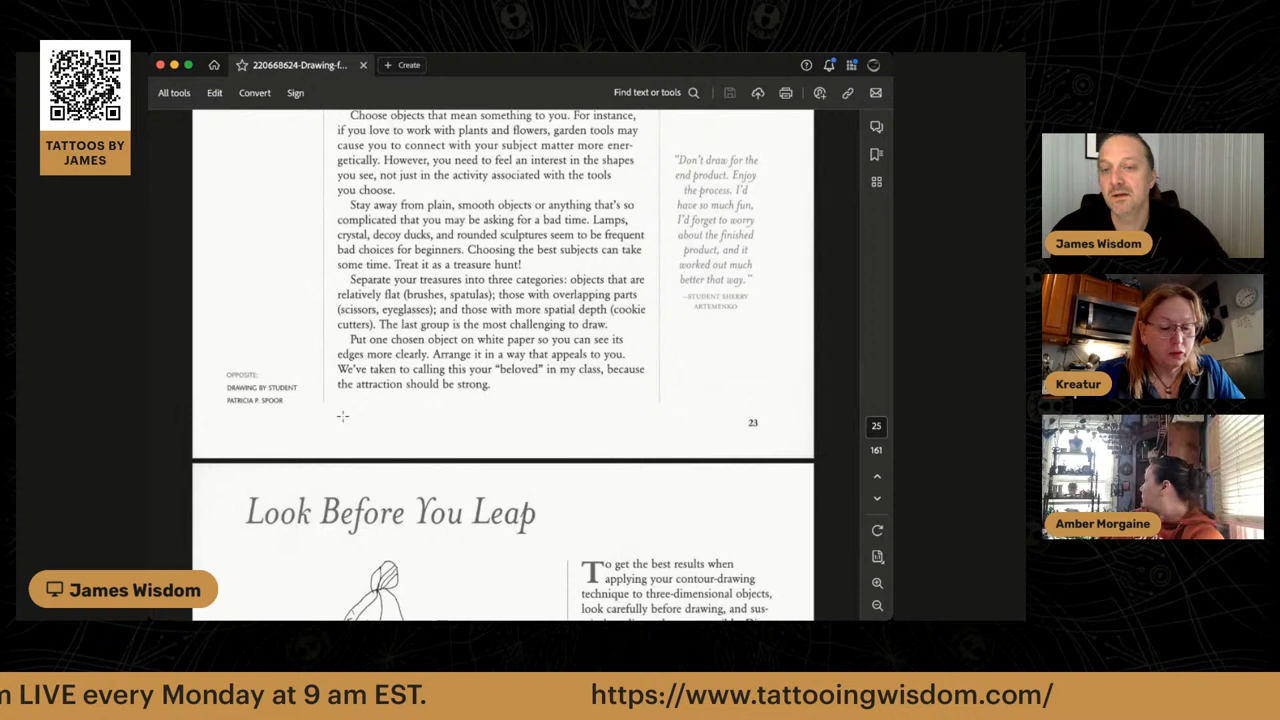 TATTOOS BY
JAMES
220668624-Drawing-f...
Create
All tools
Edit
Convert
Sign
Find text or tools
Choose objects that mean something to you. For instance,
if you love to work with plants and flowers, garden tools may
cause you to connect with your subject matter more ener-
getically. However, you need to feel an interest in the shapes
you see, not just in the activity associated with the tools
you choose.
Stay away from plain, smooth objects or anything that's so
complicated that you may be asking for a bad time. Lamps,
crystal, decoy ducks, and rounded sculptures seem to be frequent
bad choices for beginners. Choosing the best subjects can take
some time. Treat it as a treasure hunt!
Separate your treasures into three categories: objects that are
relatively flat (brushes, spatulas); those with overlapping parts
(scissors, eyeglasses); and those with more spatial depth (cookie
cutters). The last group is the most challenging to draw.
Put one chosen object on white paper so you can see its
edges more clearly. Arrange it in a way that appeals to you.
We've taken to calling this your "beloved" in my class, because
the attraction should be strong.
"Don't draw for the
end product. Enjoy
the process. I'd
have so much fun,
I'd forget to worry
about the finished
product, and it
worked out much
better that way."
—STUDENT SHERRY
ARTEMENKO
OPPOSITE:
DRAWING BY STUDENT
PATRICIA P. SPOOR
23
25
161
Look Before You Leap
To get the best results when
applying your contour-drawing
technique to three-dimensional objects,
look carefully before drawing, and sus-
James Wisdom
Kreatur
Amber Morgaine
James Wisdom
m LIVE every Monday at 9 am EST.
https://www.tattooingwisdom.com/